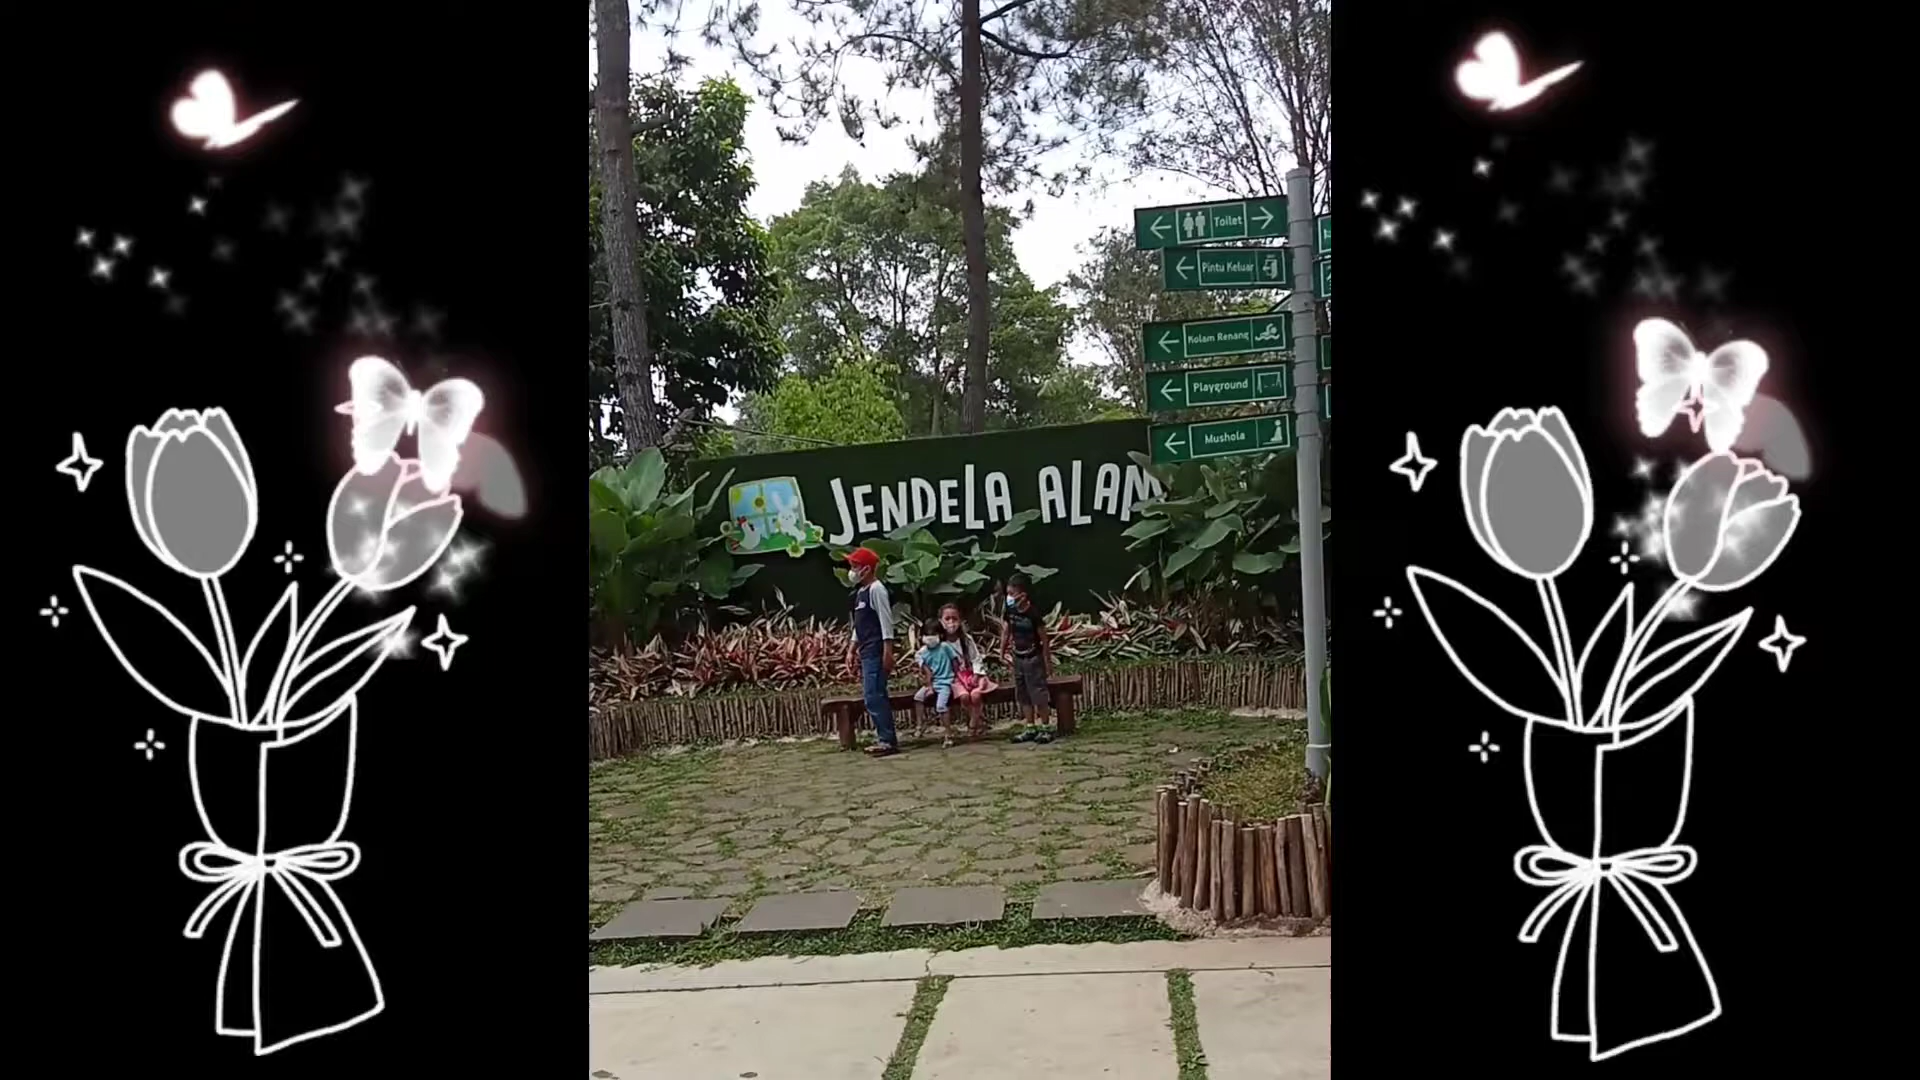 Toilet
Pintu Keluar
Kolam Renang
Playground
Mushola
JENDELA ALAM